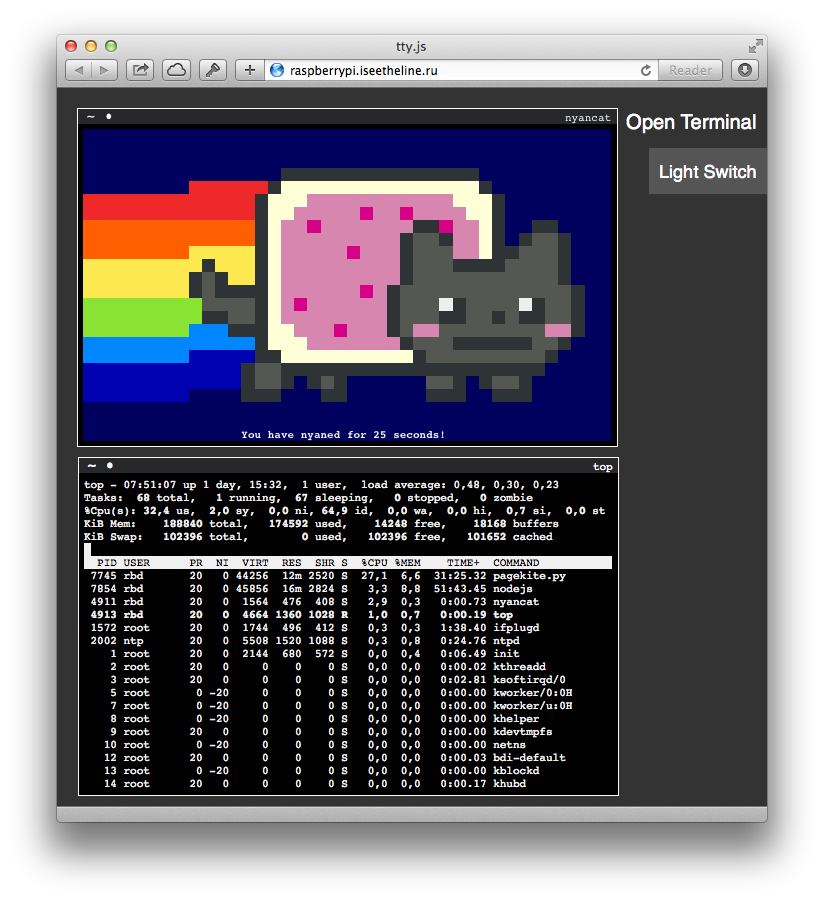 tty.js
raspberrypi.iseetheline.ru
Reader
~ • nyancat
Open Terminal
Light Switch
You have nyaned for 25 seconds!
~ • top
top - 07:51:07 up 1 day, 15:32,  1 user,  load average: 0,48, 0,30, 0,23
Tasks:  68 total,   1 running,  67 sleeping,   0 stopped,   0 zombie
%Cpu(s): 32,4 us,  2,0 sy,  0,0 ni, 64,9 id,  0,0 wa,  0,0 hi,  0,7 si,  0,0 st
KiB Mem:    188840 total,   174592 used,    14248 free,    18168 buffers
KiB Swap:   102396 total,        0 used,   102396 free,   101652 cached
PID USER      PR  NI  VIRT  RES  SHR S  %CPU %MEM    TIME+  COMMAND
7745 rbd       20   0 44256  12m 2520 S  27,1  6,6  31:25.32 pagekite.py
7854 rbd       20   0 45856  16m 2824 S   3,3  8,8  51:43.45 nodejs
4911 rbd       20   0  1564  476  408 S   2,9  0,3   0:00.73 nyancat
4913 rbd       20   0  4664 1360 1028 R   1,0  0,7   0:00.19 top
1572 root      20   0  1744  496  412 S   0,3  0,3   1:38.40 ifplugd
2002 ntp       20   0  5508 1520 1088 S   0,3  0,8   0:24.76 ntpd
1 root      20   0  2144  680  572 S   0,0  0,4   0:06.49 init
2 root      20   0     0    0    0 S   0,0  0,0   0:00.02 kthreadd
3 root      20   0     0    0    0 S   0,0  0,0   0:02.81 ksoftirqd/0
5 root       0 -20     0    0    0 S   0,0  0,0   0:00.00 kworker/0:0H
7 root       0 -20     0    0    0 S   0,0  0,0   0:00.00 kworker/u:0H
8 root       0 -20     0    0    0 S   0,0  0,0   0:00.00 khelper
9 root      20   0     0    0    0 S   0,0  0,0   0:00.00 kdevtmpfs
10 root       0 -20     0    0    0 S   0,0  0,0   0:00.00 netns
12 root      20   0     0    0    0 S   0,0  0,0   0:00.03 bdi-default
13 root       0 -20     0    0    0 S   0,0  0,0   0:00.00 kblockd
14 root      20   0     0    0    0 S   0,0  0,0   0:00.17 khubd